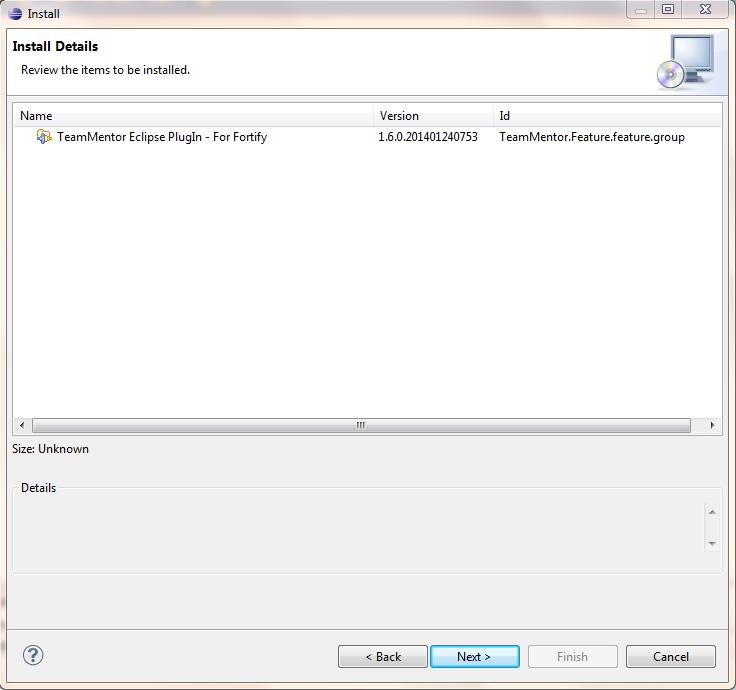 Install
Install Details
Review the items to be installed.
Name Version Id
TeamMentor Eclipse PlugIn - For Fortify 1.6.0.201401240753 TeamMentor.Feature.feature.group
Size: Unknown
Details
? < Back Next > Finish Cancel